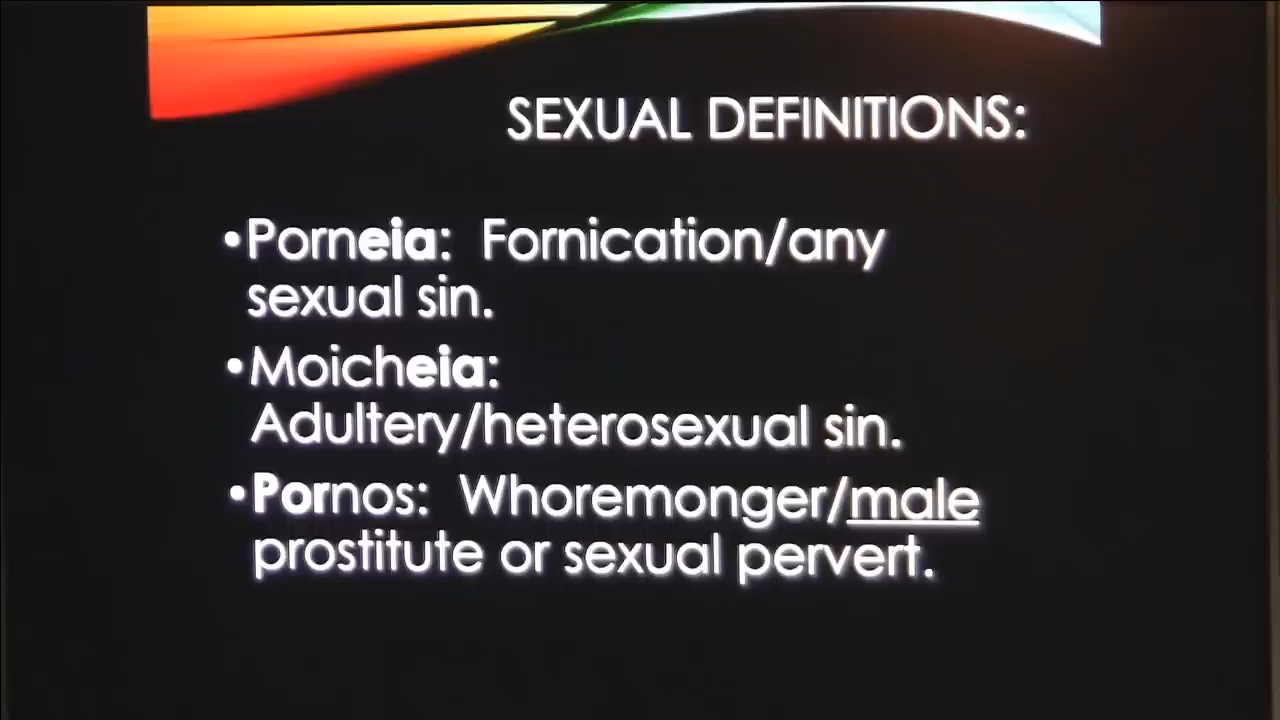 SEXUAL DEFINITIONS:
•Porneia: Fornication/any
sexual sin.
•Moicheia:
Adultery/heterosexual sin.
•Pornos: Whoremonger/male
prostitute or sexual pervert.